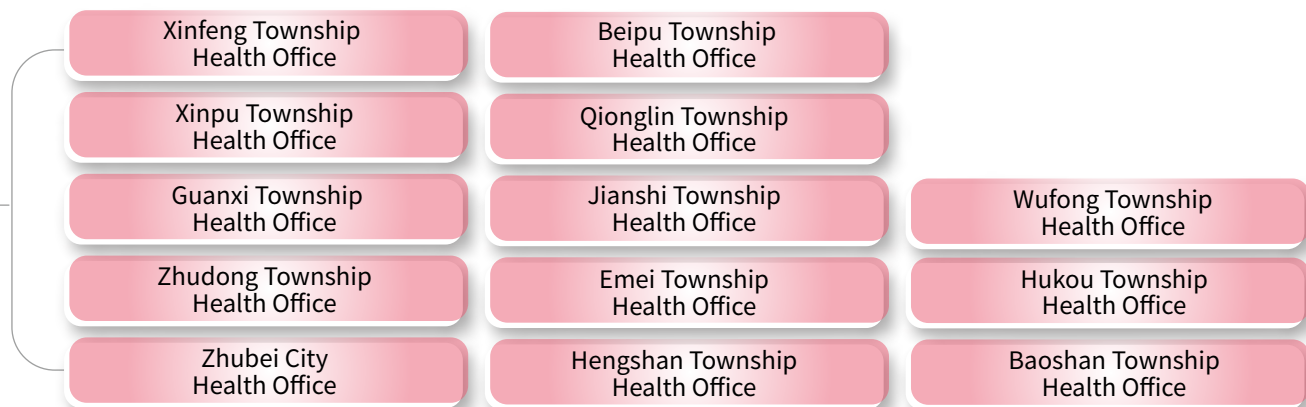 Xinfeng Township
Health Office
Xinpu Township
Health Office
Guanxi Township
Health Office
Zhudong Township
Health Office
Zhubei City
Health Office
Beipu Township
Health Office
Qionglin Township
Health Office
Jianshi Township
Health Office
Emei Township
Health Office
Hengshan Township
Health Office
Wufong Township
Health Office
Hukou Township
Health Office
Baoshan Township
Health Office